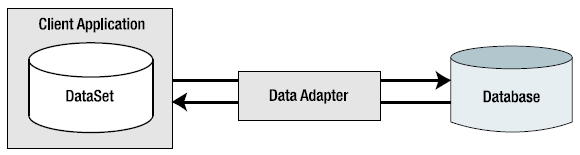 Client Application
DataSet
Data Adapter
Database